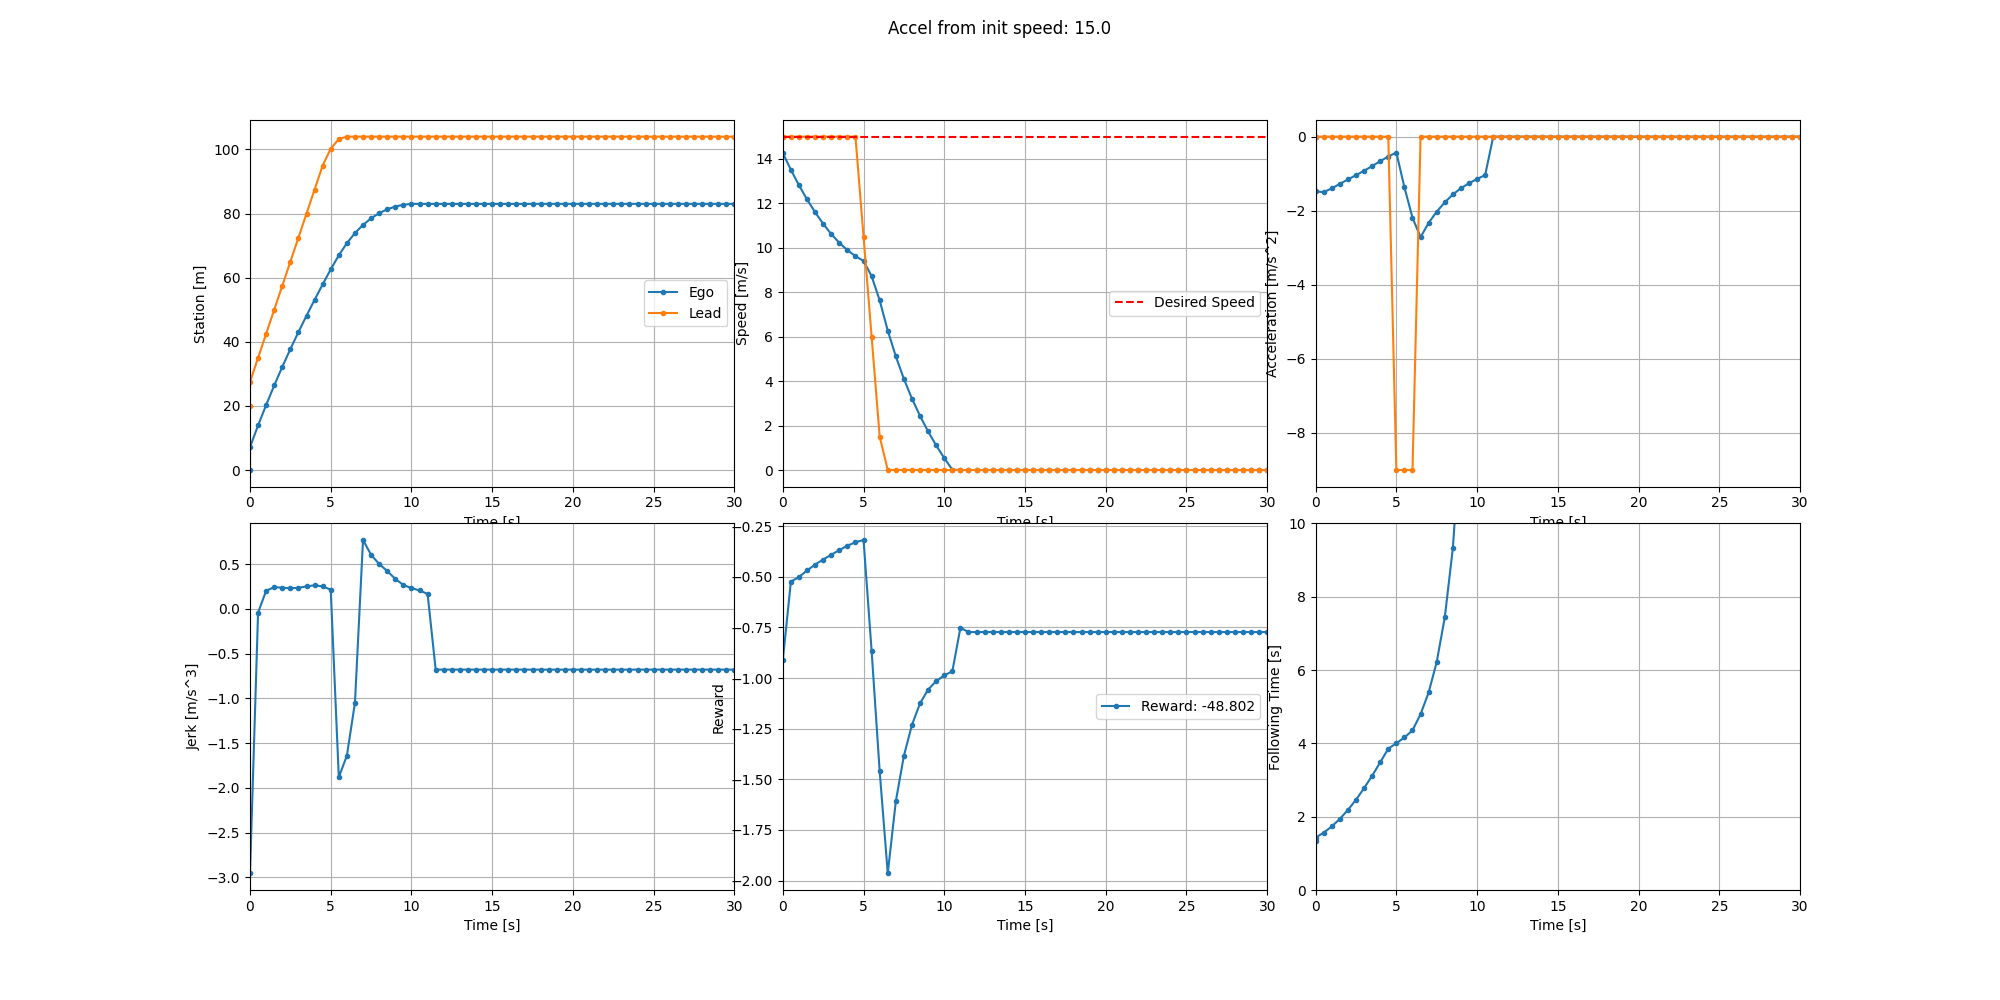 Accel from init speed: 15.0
Station [m]
100
80
60
40
20
0
Ego
Lead
0 5 10 15 20 25 30
Time [s]
Speed [m/s]
14
12
10
8
6
4
2
0
Desired Speed
0 5 10 15 20 25 30
Time [s]
Acceleration [m/s^2]
0
−2
−4
−6
−8
0 5 10 15 20 25 30
Time [s]
Jerk [m/s^3]
0.5
0.0
−0.5
−1.0
−1.5
−2.0
−2.5
−3.0
0 5 10 15 20 25 30
Time [s]
Reward
−0.25
−0.50
−0.75
−1.00
−1.25
−1.50
−1.75
−2.00
Reward: -48.802
0 5 10 15 20 25 30
Time [s]
Following Time [s]
10
8
6
4
2
0
0 5 10 15 20 25 30
Time [s]